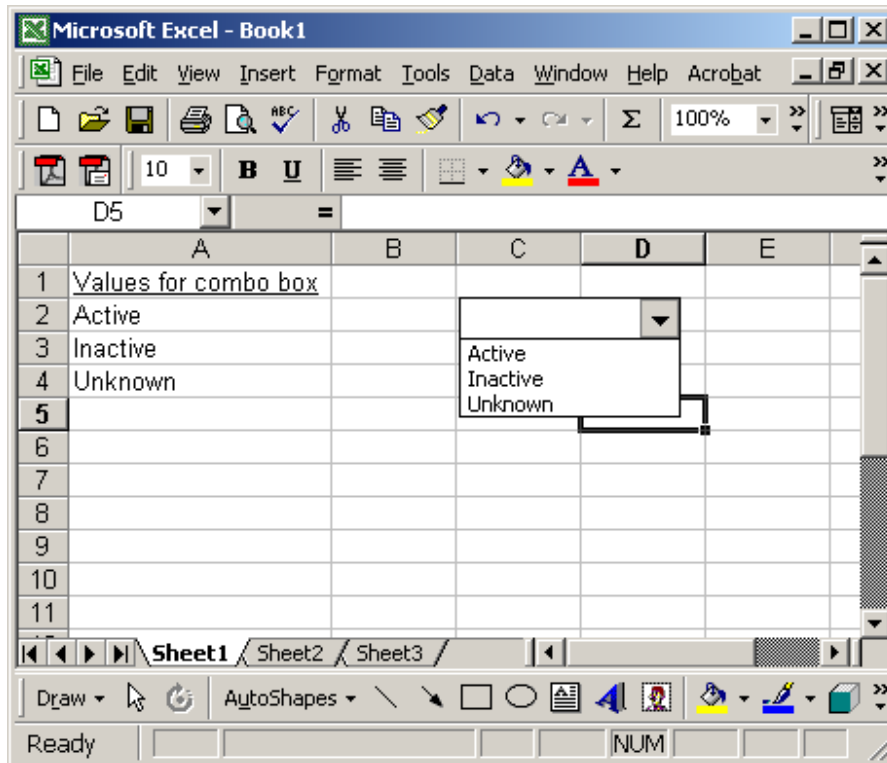 Microsoft Excel - Book1
File Edit View Insert Format Tools Data Window Help Acrobat
ABC Σ 100% »
10 B U A »
D5 =
A B C D E
1 Values for combo box
2 Active
3 Inactive Active
4 Unknown Inactive
5 Unknown
6
7
8
9
10
11
Sheet1 Sheet2 Sheet3
Draw AutoShapes »
Ready NUM